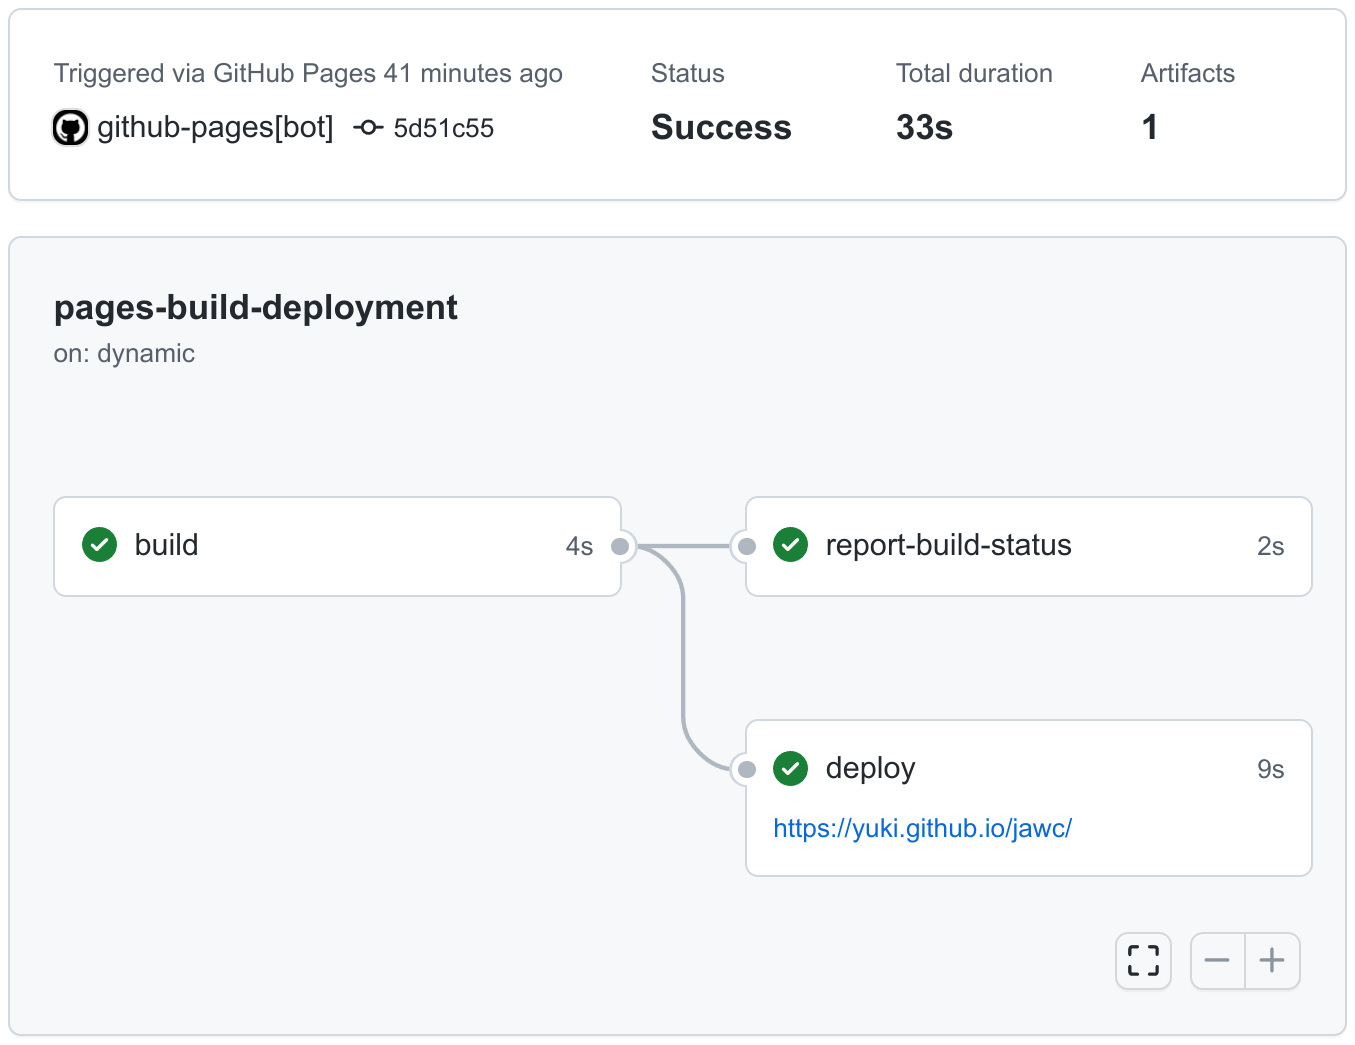 Triggered via GitHub Pages 41 minutes ago
github-pages[bot] 5d51c55
Status
Success
Total duration
33s
Artifacts
1
pages-build-deployment
on: dynamic
build 4s
report-build-status 2s
deploy 9s
https://yuki.github.io/jawc/